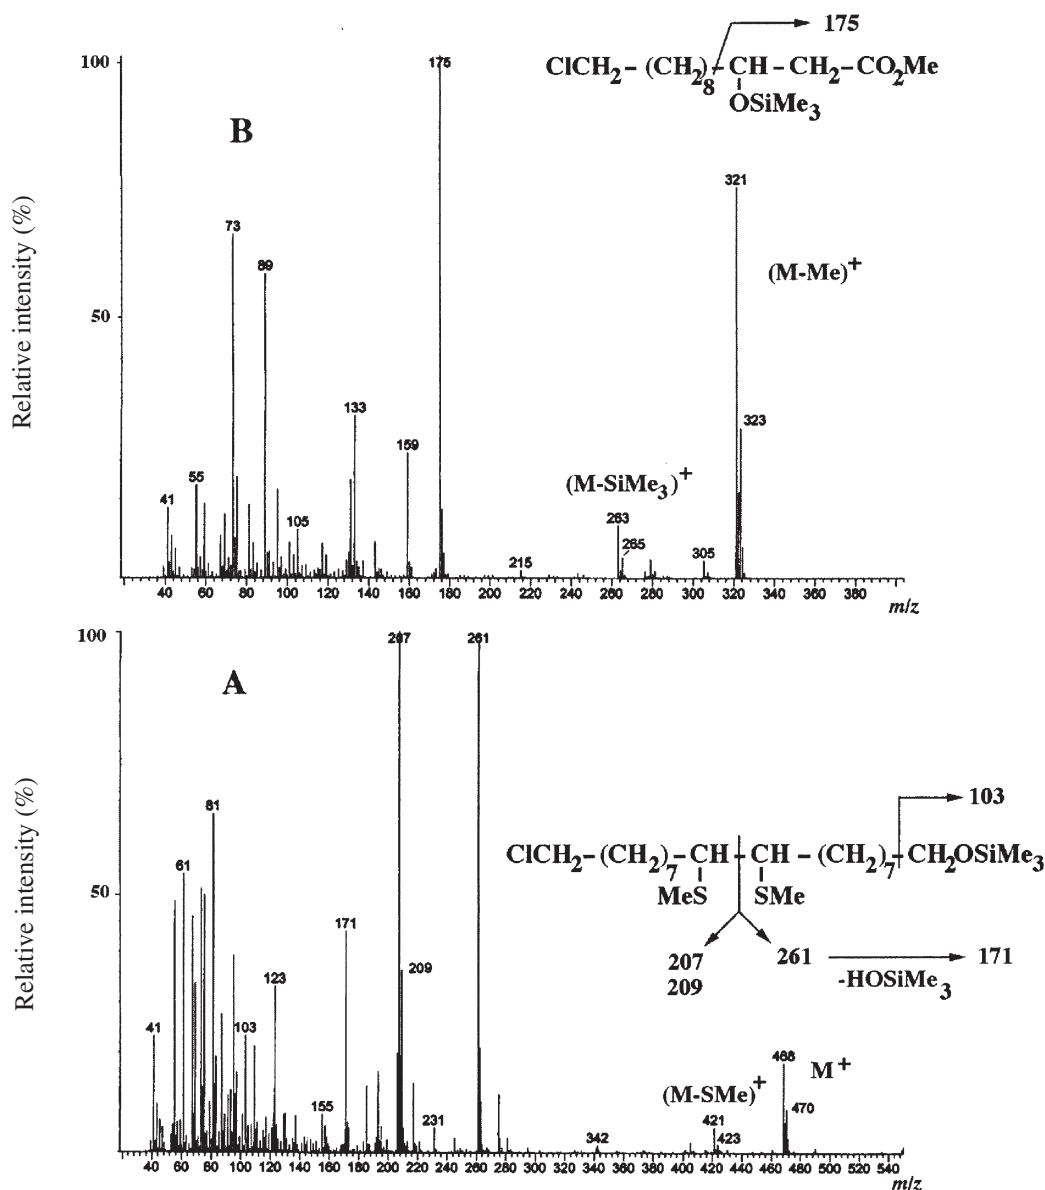 175
ClCH2–(CH2)8–CH–CH2–CO2Me
OSiMe3
B
Relative intensity (%)
100
50
175
321
73
89
133
159
55
41
105
215
263
265
305
323
(M-Me)+
(M-SiMe3)+
40 60 80 100 120 140 160 180 200 220 240 260 280 300 320 340 360 380
m/z
A
Relative intensity (%)
100
50
207
261
81
61
171
209
123
41
103
155
231
342
421
423
468
470
M+
(M-SMe)+
103
ClCH2–(CH2)7–CH–CH–(CH2)7–CH2OSiMe3
MeS SMe
207 261 171
209 -HOSiMe3
40 60 80 100 120 140 160 180 200 220 240 260 280 300 320 340 360 380 400 420 440 460 480 500 520 540
m/z